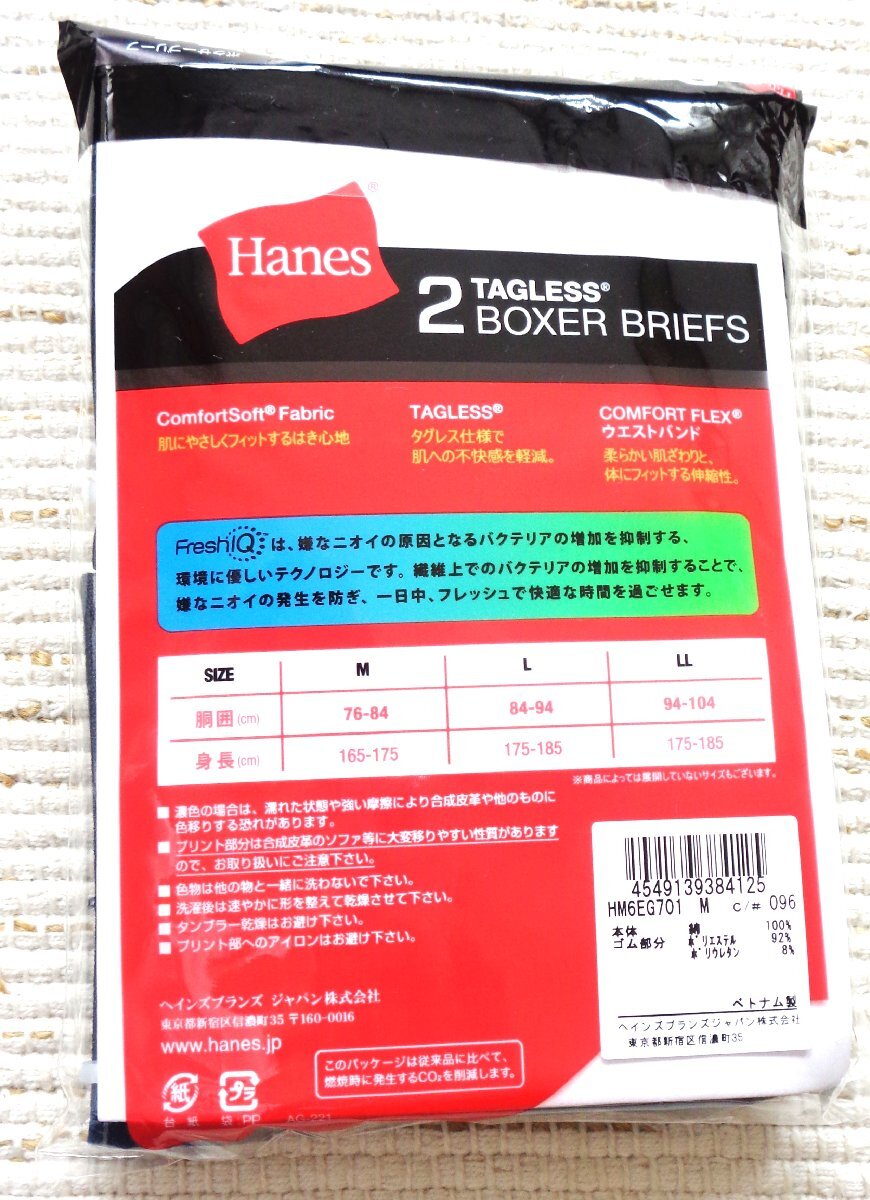 ボクサーブリーフ
Hanes®
2 TAGLESS®
BOXER BRIEFS
ComfortSoft® Fabric
肌にやさしくフィットするはき心地
TAGLESS®
タグレス仕様で
肌への不快感を軽減。
COMFORT FLEX®
ウエストバンド
柔らかい肌ざわりと、
体にフィットする伸縮性。
FreshIQは、嫌なニオイの原因となるバクテリアの増加を抑制する、
環境に優しいテクノロジーです。繊維上でのバクテリアの増加を抑制することで、
嫌なニオイの発生を防ぎ、一日中、フレッシュで快適な時間を過ごせます。
SIZE M L LL
胴囲(cm) 76-84 84-94 94-104
身長(cm) 165-175 175-185 175-185
※商品によっては展開していないサイズもございます。
■ 濃色の場合は、濡れた状態や強い摩擦により合成皮革や他のものに
色移りする恐れがあります。
■ プリント部分は合成皮革のソファ等に大変移りやすい性質があります
ので、お取り扱いにご注意下さい。
■ 色物は他の物と一緒に洗わないで下さい。
■ 洗濯後は速やかに形を整えて乾燥させて下さい。
■ タンブラー乾燥はお避け下さい。
■ プリント部へのアイロンはお避け下さい。
ヘインズブランズ ジャパン株式会社
東京都新宿区信濃町35 〒160-0016
www.hanes.jp
このパッケージは従来品に比べて、
燃焼時に発生するCO₂を削減します。
紙 プラ
台紙 袋PP AG-221
4549139384125
HM6EG701 M C/# 096
本体 綿 100%
ゴム部分 ポリエステル 92%
ポリウレタン 8%
ベトナム製
ヘインズブランズジャパン株式会社
東京都新宿区信濃町35